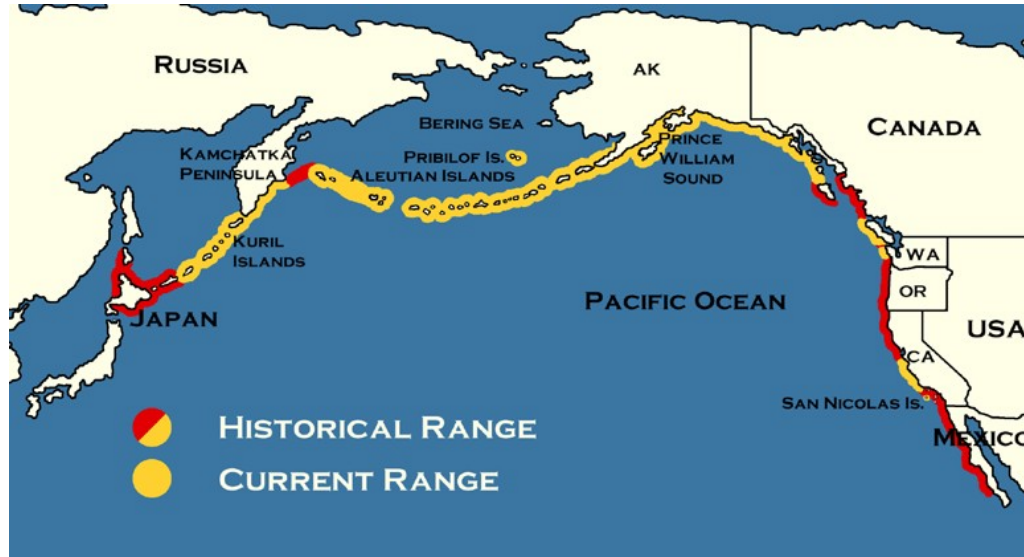 Russia
AK
Canada
Bering Sea
Kamchatka
Peninsula
Pribilof Is.
Aleutian Islands
Prince
William
Sound
Kuril
Islands
WA
OR
Japan
Pacific Ocean
USA
CA
San Nicolas Is.
Mexico
Historical Range
Current Range